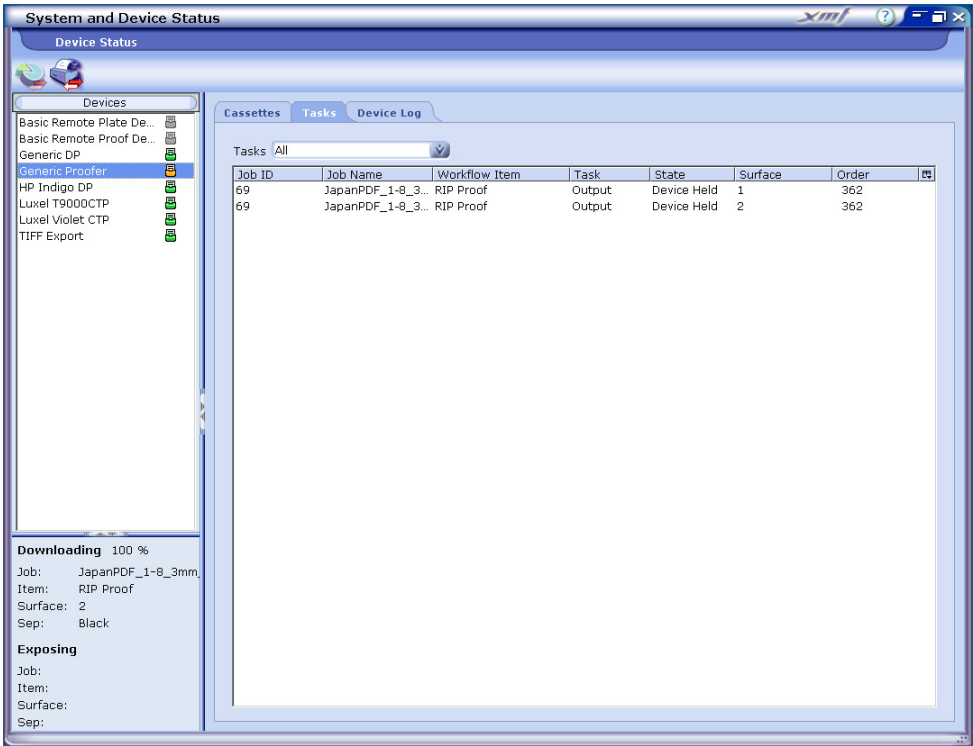 System and Device Status
xmf
?
Device Status
Devices
Basic Remote Plate De...
Basic Remote Proof De...
Generic DP
Generic Proofer
HP Indigo DP
Luxel T9000CTP
Luxel Violet CTP
TIFF Export
Downloading 100 %
Job: JapanPDF_1-8_3mm_
Item: RIP Proof
Surface: 2
Sep: Black
Exposing
Job:
Item:
Surface:
Sep:
Cassettes Tasks Device Log
Tasks All
Job ID Job Name Workflow Item Task State Surface Order
69 JapanPDF_1-8_3... RIP Proof Output Device Held 1 362
69 JapanPDF_1-8_3... RIP Proof Output Device Held 2 362